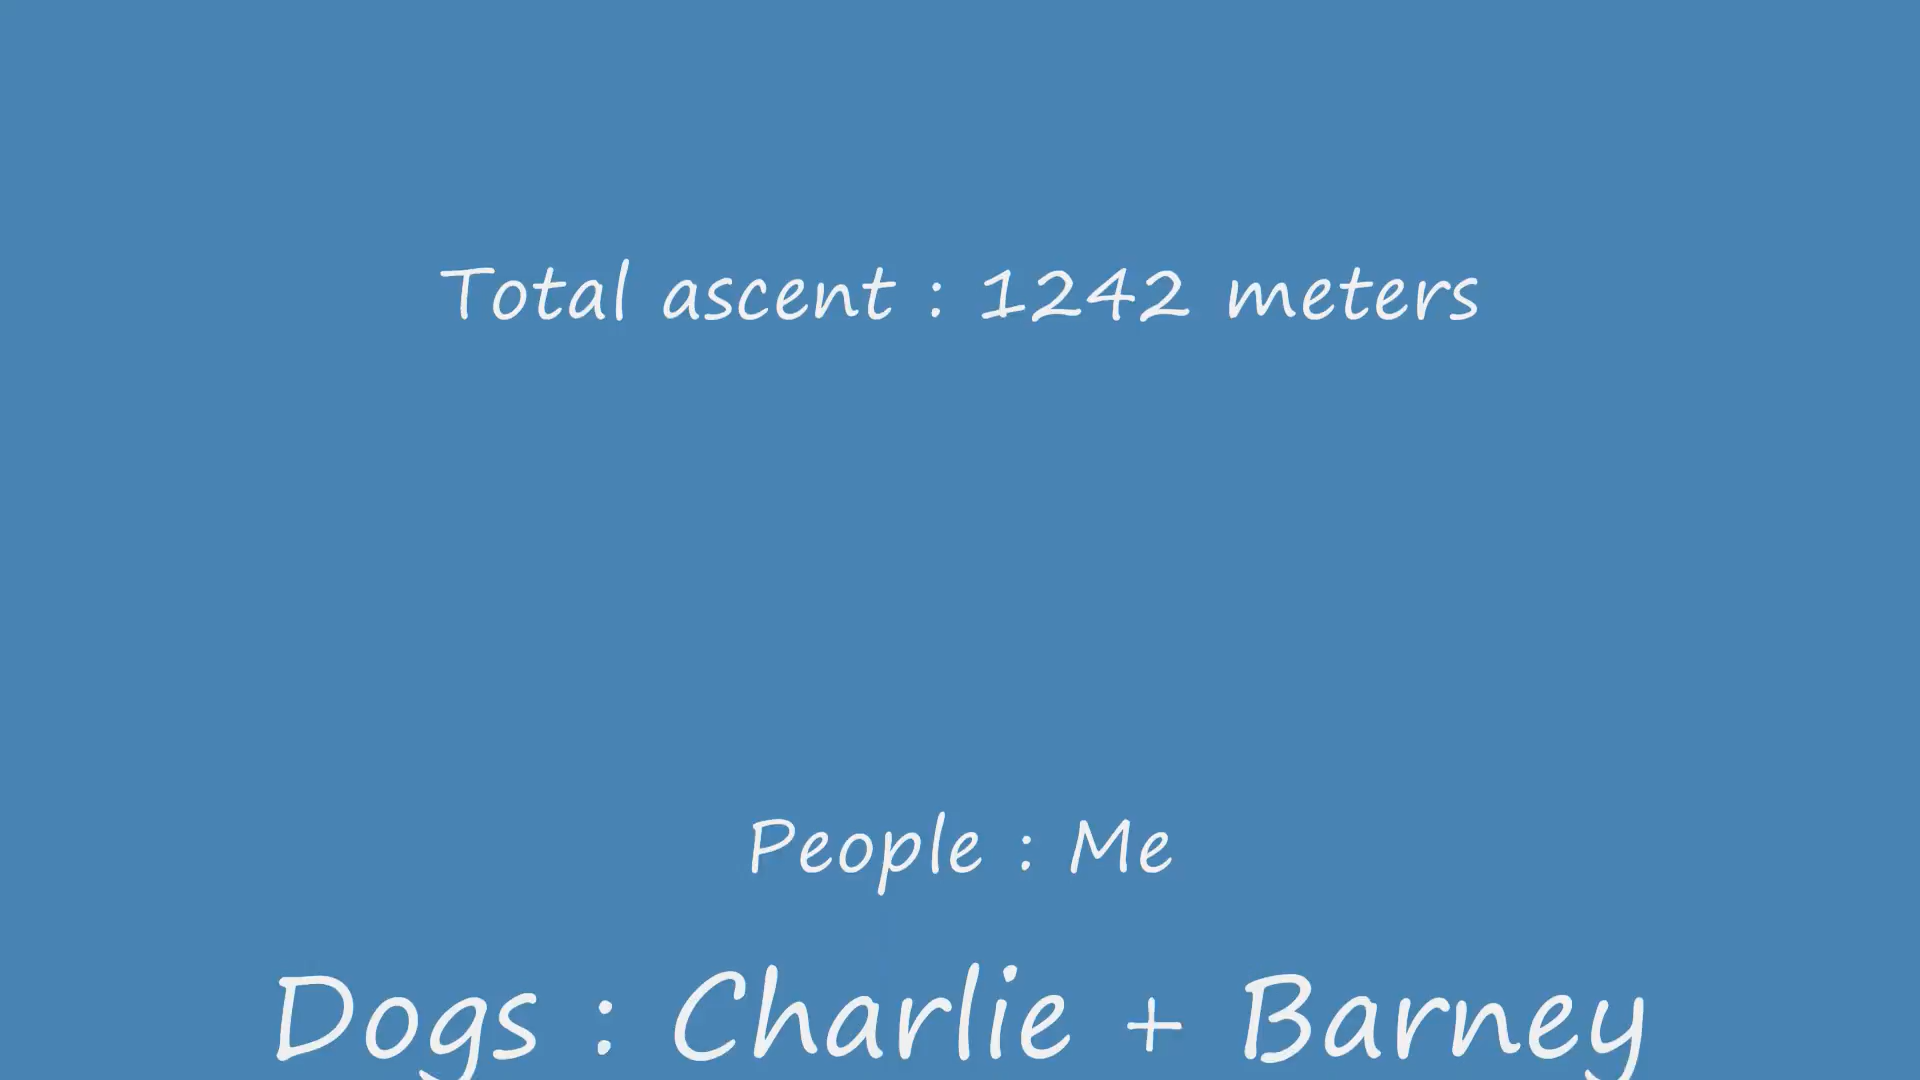 Total ascent : 1242 meters
People : Me
Dogs : Charlie + Barney